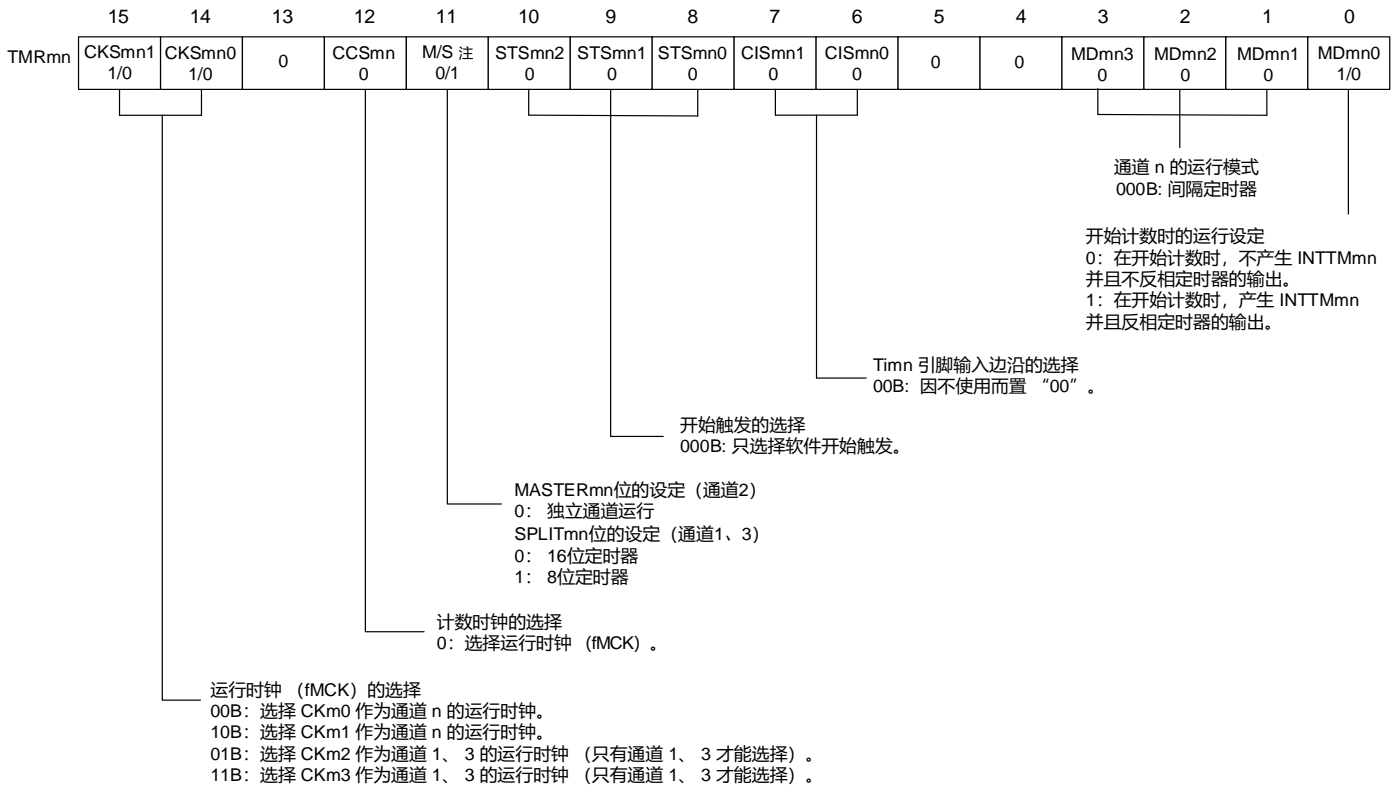 15 14 13 12 11 10 9 8 7 6 5 4 3 2 1 0
TMRmn CKSmn1 CKSmn0 0 CCSmn M/S 注 STSmn2 STSmn1 STSmn0 CISmn1 CISmn0 0 0 MDmn3 MDmn2 MDmn1 MDmn0
1/0 1/0 0 0/1 0 0 0 0 0 0 0 0 1/0
通道 n 的运行模式
000B: 间隔定时器
开始计数时的运行设定
0：在开始计数时，不产生 INTTMmn
并且不反相定时器的输出。
1：在开始计数时，产生 INTTMmn
并且反相定时器的输出。
Timn 引脚输入边沿的选择
00B：因不使用而置 “00”。
开始触发的选择
000B: 只选择软件开始触发。
MASTERmn位的设定（通道2）
0： 独立通道运行
SPLITmn位的设定（通道1、3）
0： 16位定时器
1： 8位定时器
计数时钟的选择
0：选择运行时钟 （fMCK）。
运行时钟 （fMCK）的选择
00B：选择 CKm0 作为通道 n 的运行时钟。
10B：选择 CKm1 作为通道 n 的运行时钟。
01B：选择 CKm2 作为通道 1、 3 的运行时钟 （只有通道 1、 3 才能选择）。
11B：选择 CKm3 作为通道 1、 3 的运行时钟 （只有通道 1、 3 才能选择）。